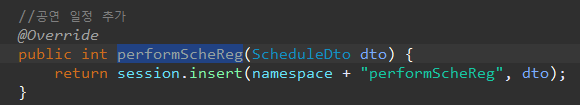 //공연 일정 추가
@Override
public int performScheReg(ScheduleDto dto) {
return session.insert(namespace + "performScheReg", dto);
}